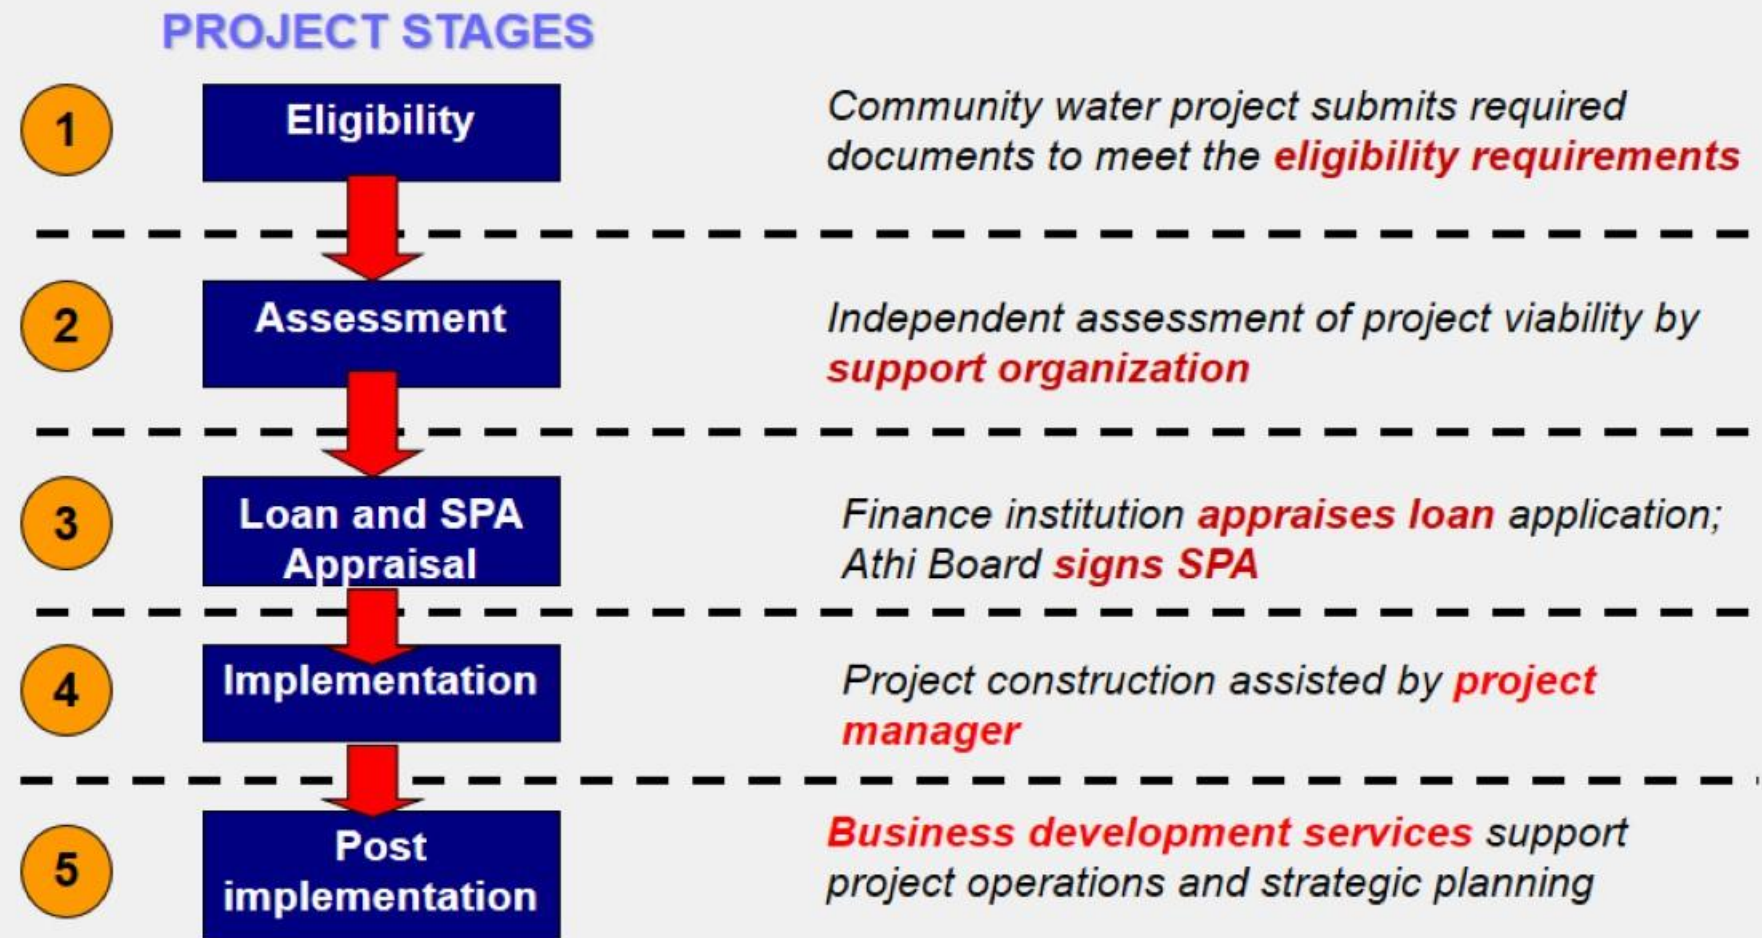 PROJECT STAGES
1
Eligibility
Community water project submits required
documents to meet the eligibility requirements
2
Assessment
Independent assessment of project viability by
support organization
3
Loan and SPA
Appraisal
Finance institution appraises loan application;
Athi Board signs SPA
4
Implementation
Project construction assisted by project
manager
5
Post
implementation
Business development services support
project operations and strategic planning